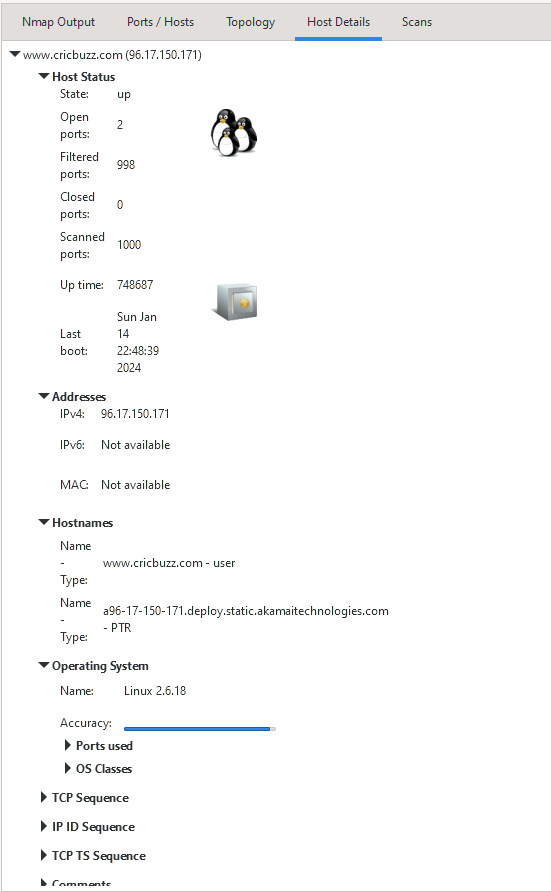 Nmap Output Ports / Hosts Topology Host Details Scans
www.cricbuzz.com (96.17.150.171)
Host Status
State: up
Open
ports: 2
Filtered
ports: 998
Closed
ports: 0
Scanned
ports: 1000
Up time: 748687
Last
boot: Sun Jan
14
22:48:39
2024
Addresses
IPv4: 96.17.150.171
IPv6: Not available
MAC: Not available
Hostnames
Name
-
Type: www.cricbuzz.com - user
Name
-
Type: a96-17-150-171.deploy.static.akamaitechnologies.com
- PTR
Operating System
Name: Linux 2.6.18
Accuracy:
Ports used
OS Classes
TCP Sequence
IP ID Sequence
TCP TS Sequence
Comments